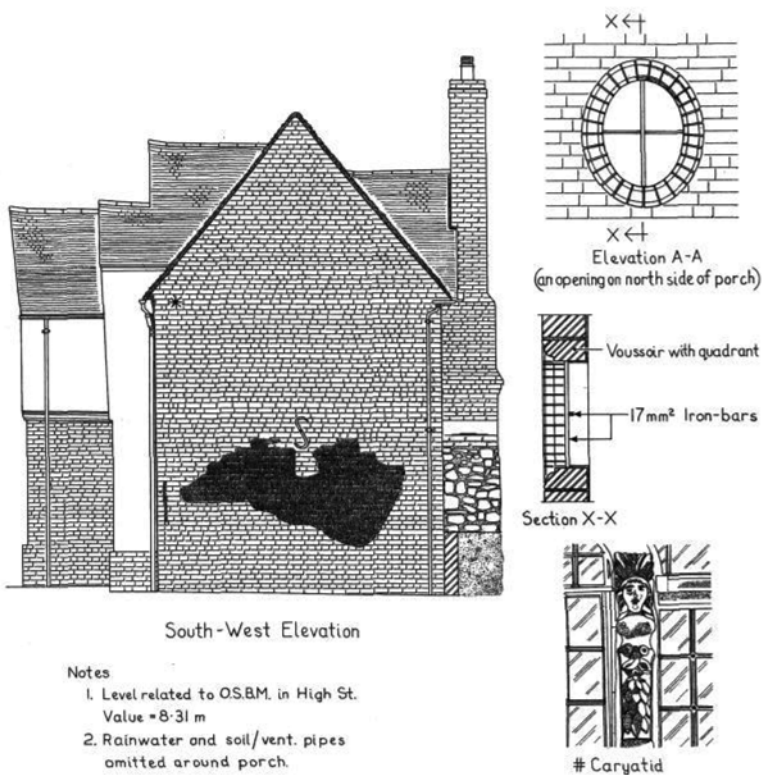 X
X
Elevation A-A
(an opening on north side of porch)
Voussoir with quadrant
17mm² Iron-bars
Section X-X
South-West Elevation
Notes
1. Level related to O.S.B.M. in High St.
Value = 8·31 m
2. Rainwater and soil/vent. pipes
omitted around porch.
# Caryatid